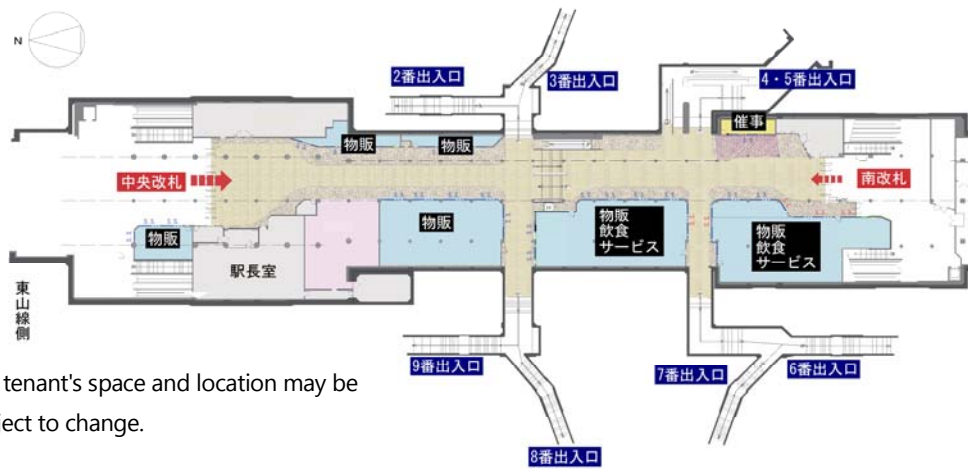 N
2番出入口
3番出入口
4・5番出入口
催事
物販
物販
中央改札
南改札
物販
物販
物販
飲食
サービス
物販
飲食
サービス
駅長室
東山線側
9番出入口
7番出入口
6番出入口
8番出入口
tenant's space and location may be
ject to change.